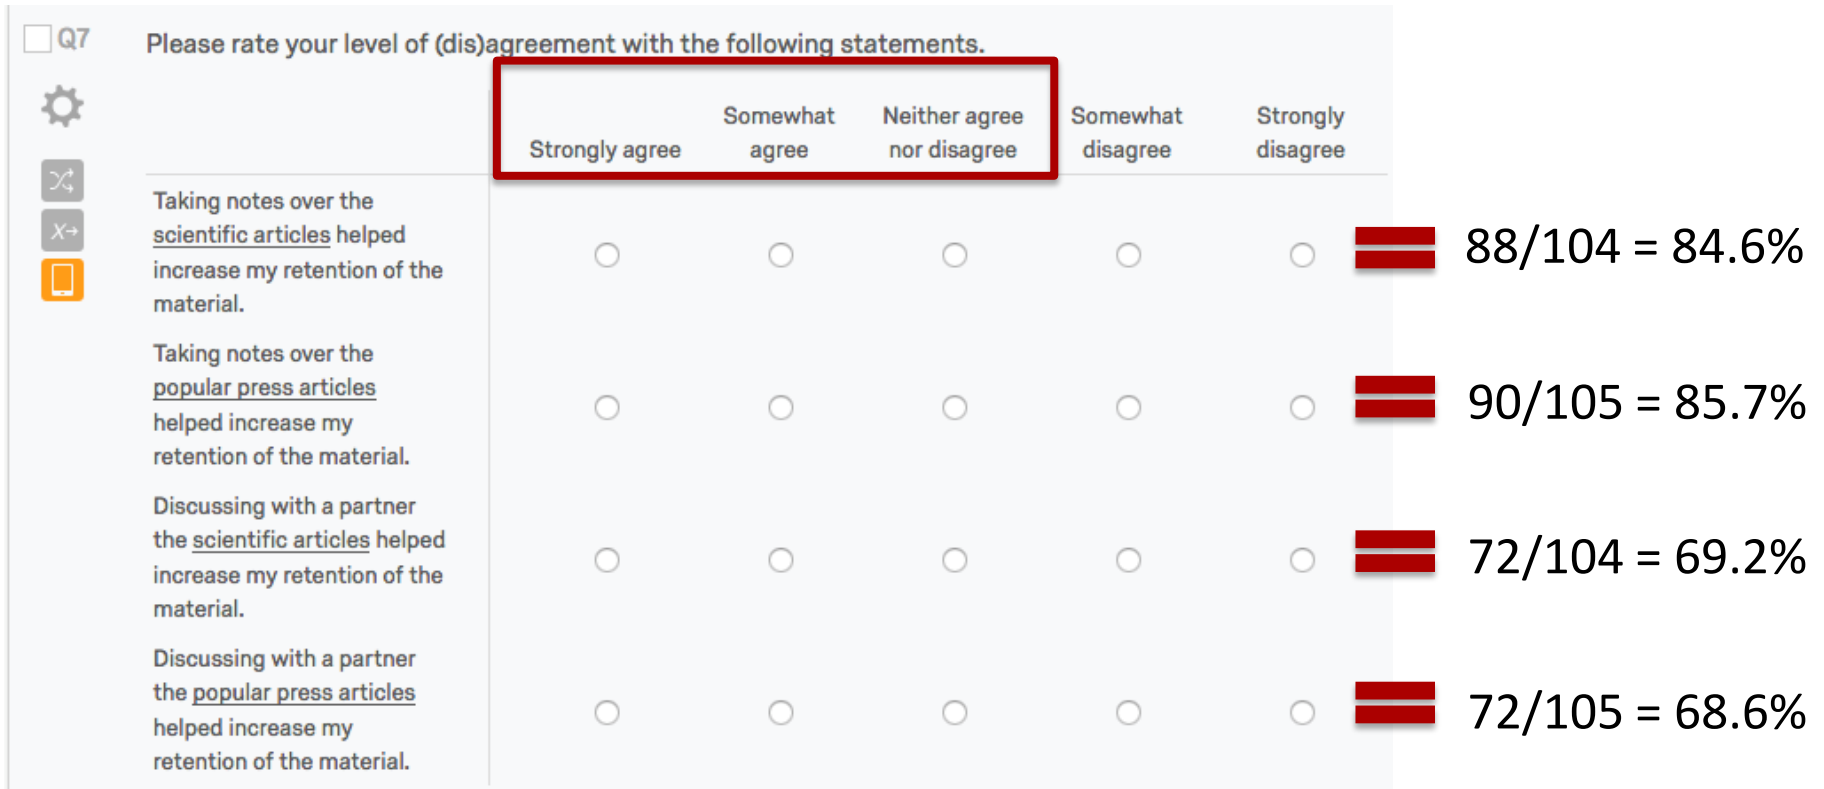 Q7
Please rate your level of (dis)agreement with the following statements.
Strongly agree
Somewhat
agree
Neither agree
nor disagree
Somewhat
disagree
Strongly
disagree
Taking notes over the
scientific articles helped
increase my retention of the
material.
88/104 = 84.6%
Taking notes over the
popular press articles
helped increase my
retention of the material.
90/105 = 85.7%
Discussing with a partner
the scientific articles helped
increase my retention of the
material.
72/104 = 69.2%
Discussing with a partner
the popular press articles
helped increase my
retention of the material.
72/105 = 68.6%
X→